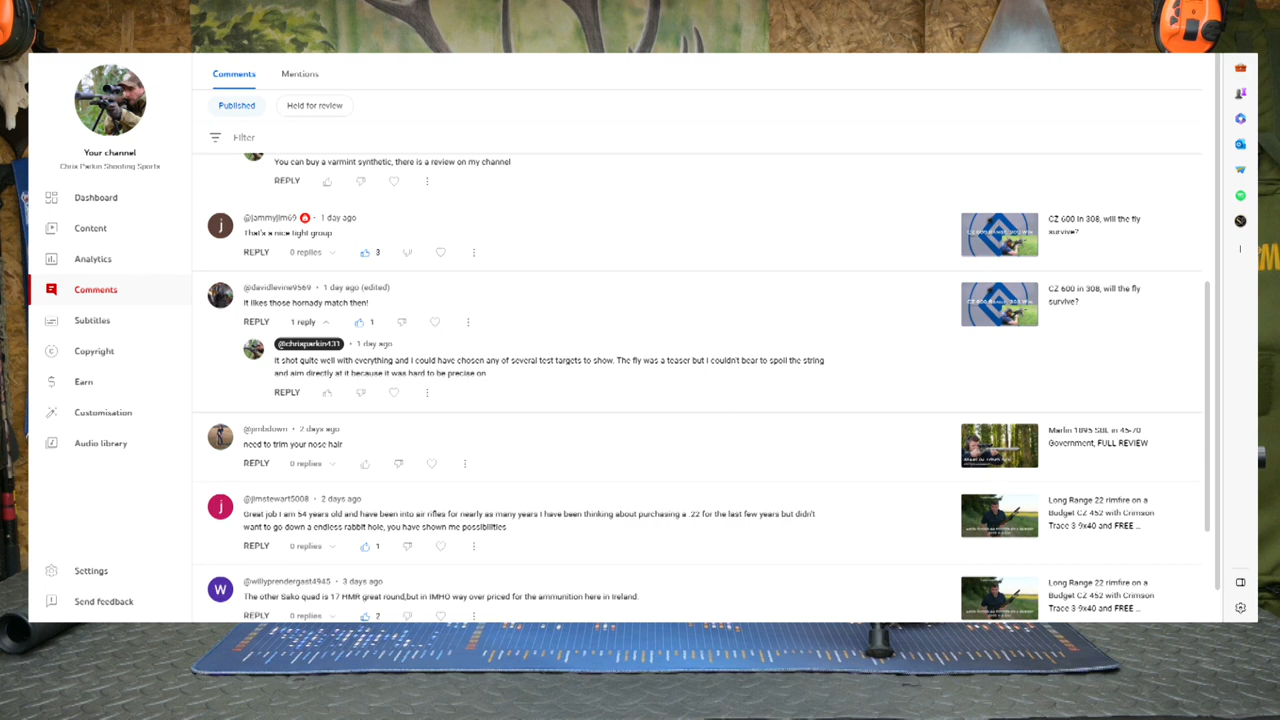 Comments Mentions
Published Held for review
Filter
Your channel
Chris Parkin Shooting Sports
Dashboard
Content
Analytics
Comments
Subtitles
Copyright
Earn
Customisation
Audio library
Settings
Send feedback
You can buy a varmint synthetic, there is a review on my channel
REPLY
@jammyjim69 • 1 day ago
That's a nice tight group
REPLY 0 replies 3
CZ 600 in 308, will the fly
survive?
@davidlevine9569 • 1 day ago (edited)
It likes those hornady match then!
REPLY 1 reply 1
CZ 600 in 308, will the fly
survive?
@chrisparkin431 • 1 day ago
It shot quite well with everything and i could have chosen any of several test targets to show. The fly was a teaser but I couldn't bear to spoil the string
and aim directly at it because it was hard to be precise on
REPLY
@jimbdown • 2 days ago
need to trim your nose hair
REPLY 0 replies
Marlin 1895 SBL in 45-70
Government, FULL REVIEW
@jimstewart5008 • 2 days ago
Great job I am 54 years old and have been into air rifles for nearly as many years I have been thinking about purchasing a .22 for the last few years but didn't
want to go down a endless rabbit hole, you have shown me possibilities
REPLY 0 replies 1
Long Range 22 rimfire on a
Budget CZ 452 with Crimson
Trace 3-9x40 and FREE ...
@willyprendergast4945 • 3 days ago
The other Sako quad is 17 HMR great round,but in IMHO way over priced for the ammunition here in Ireland.
REPLY 0 replies 2
Long Range 22 rimfire on a
Budget CZ 452 with Crimson
Trace 3-9x40 and FREE ...